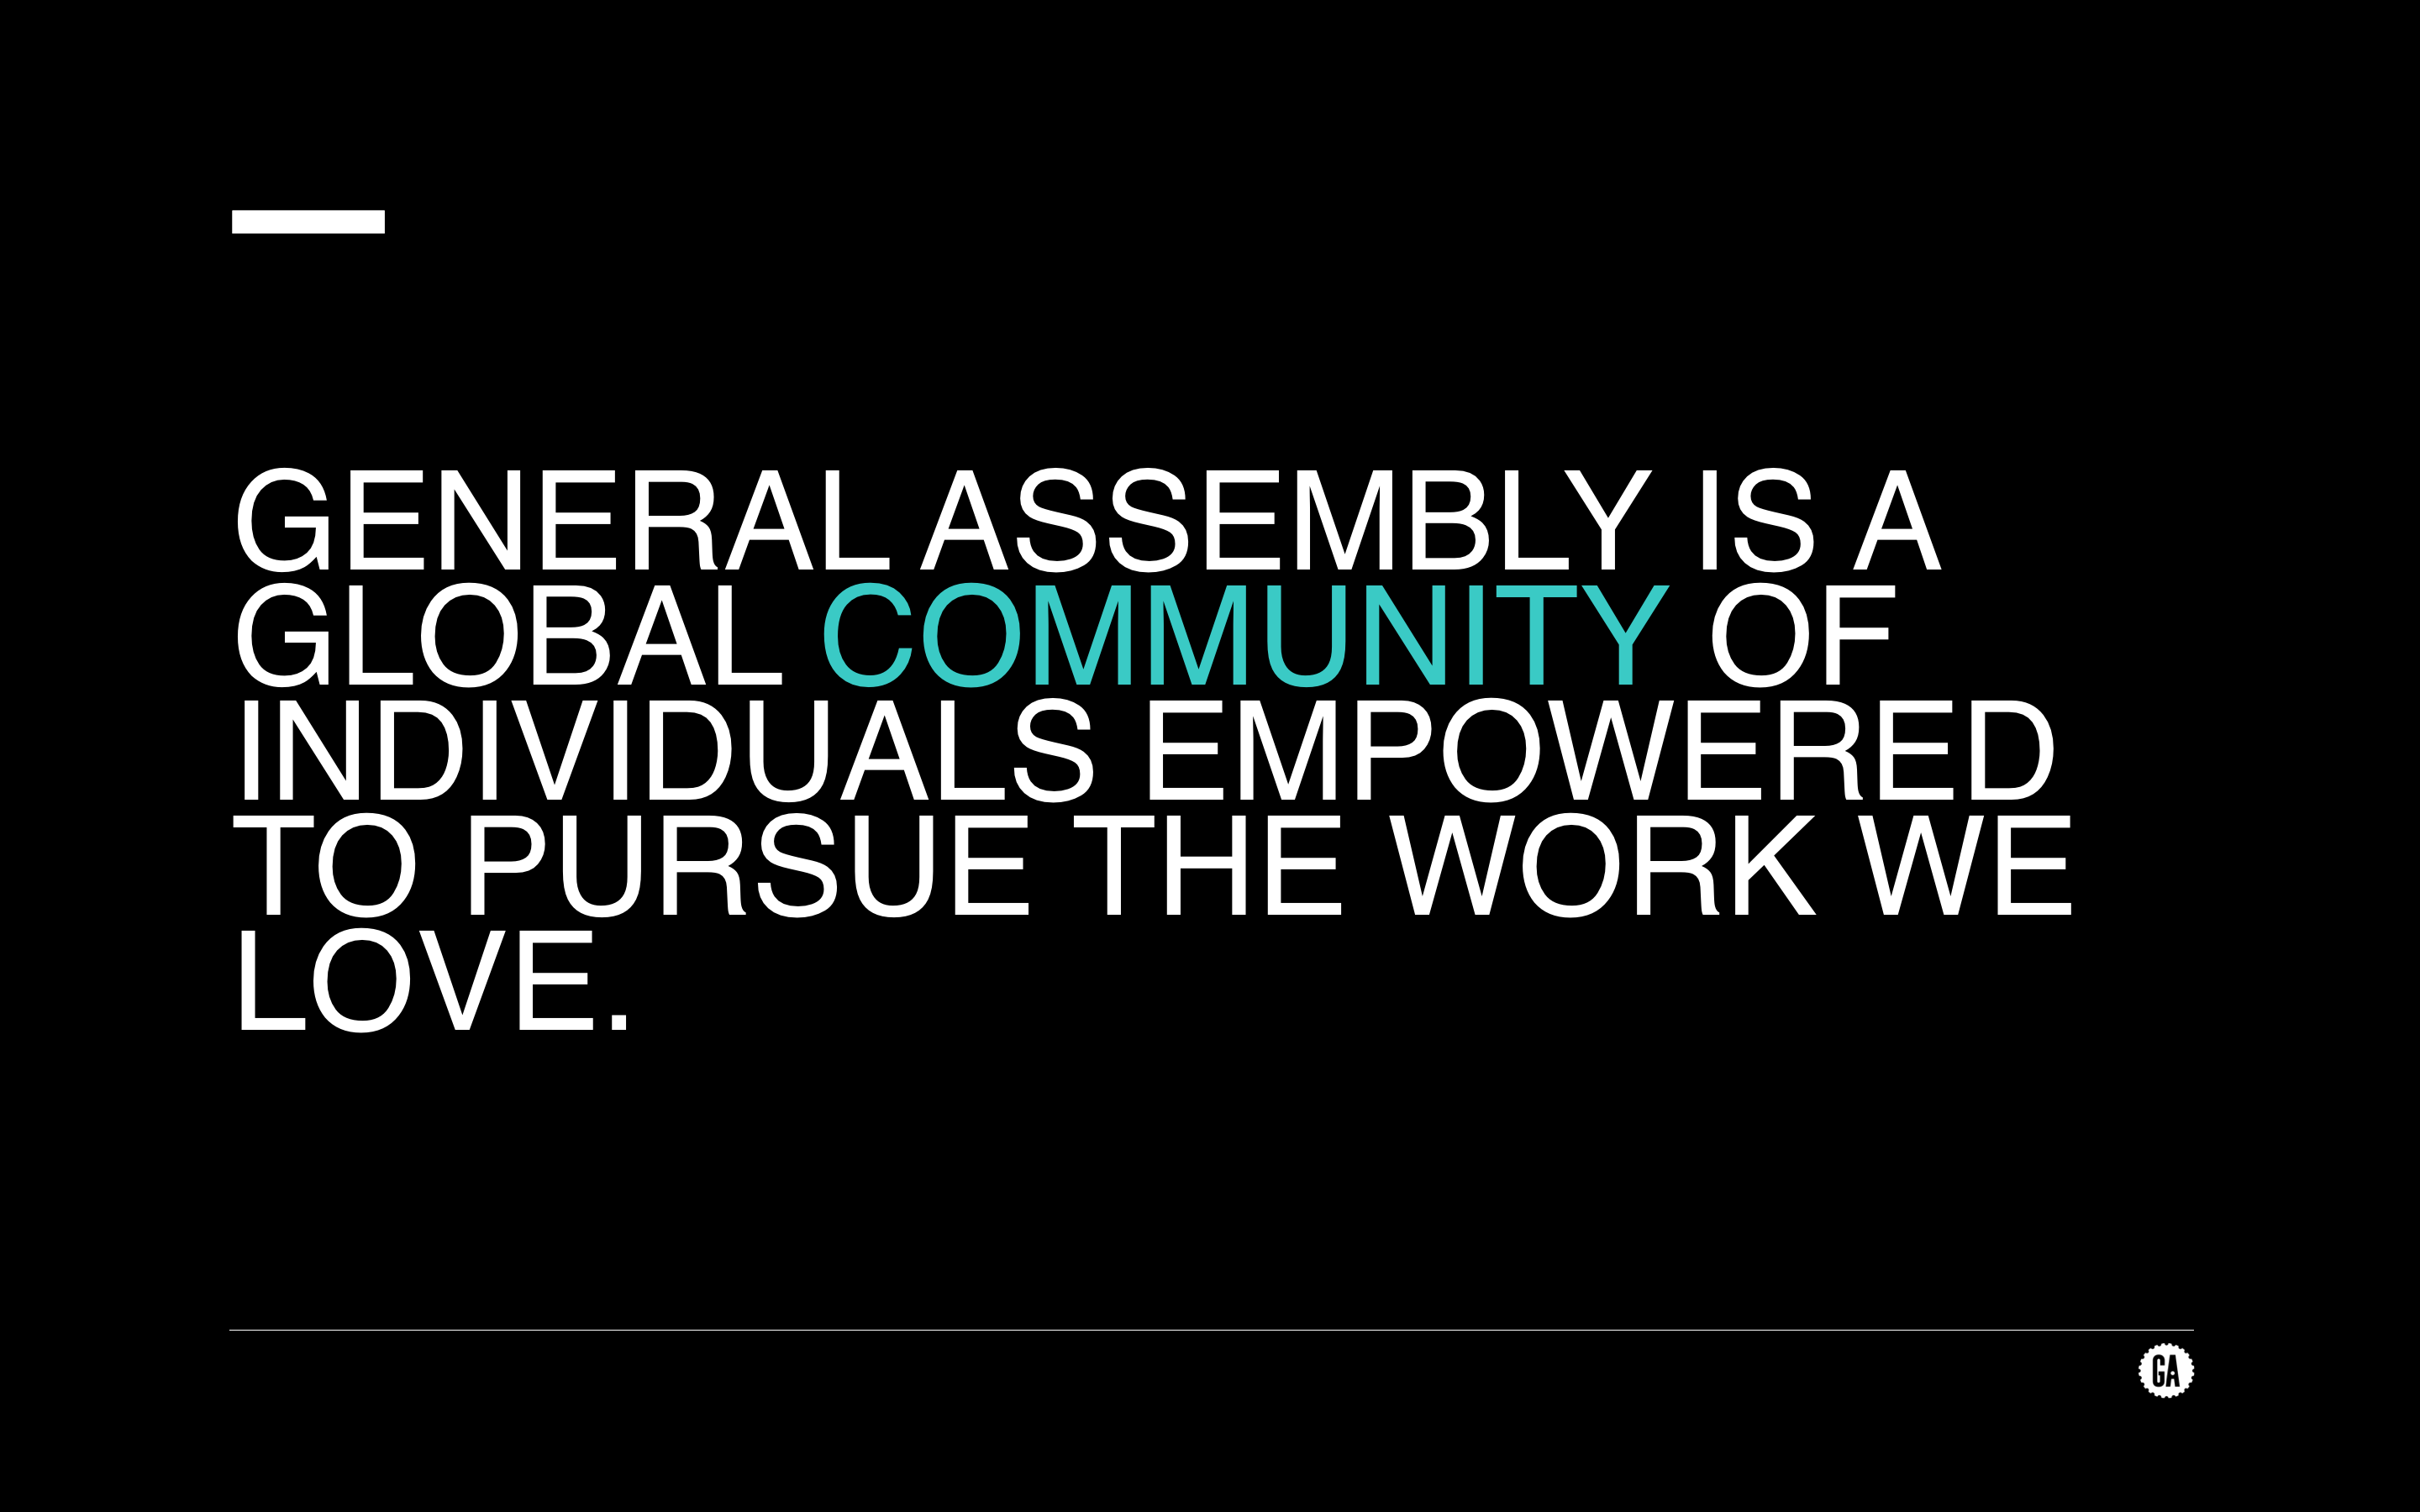 GENERAL ASSEMBLY IS A
GLOBAL COMMUNITY OF
INDIVIDUALS EMPOWERED
TO PURSUE THE WORK WE
LOVE.
GA